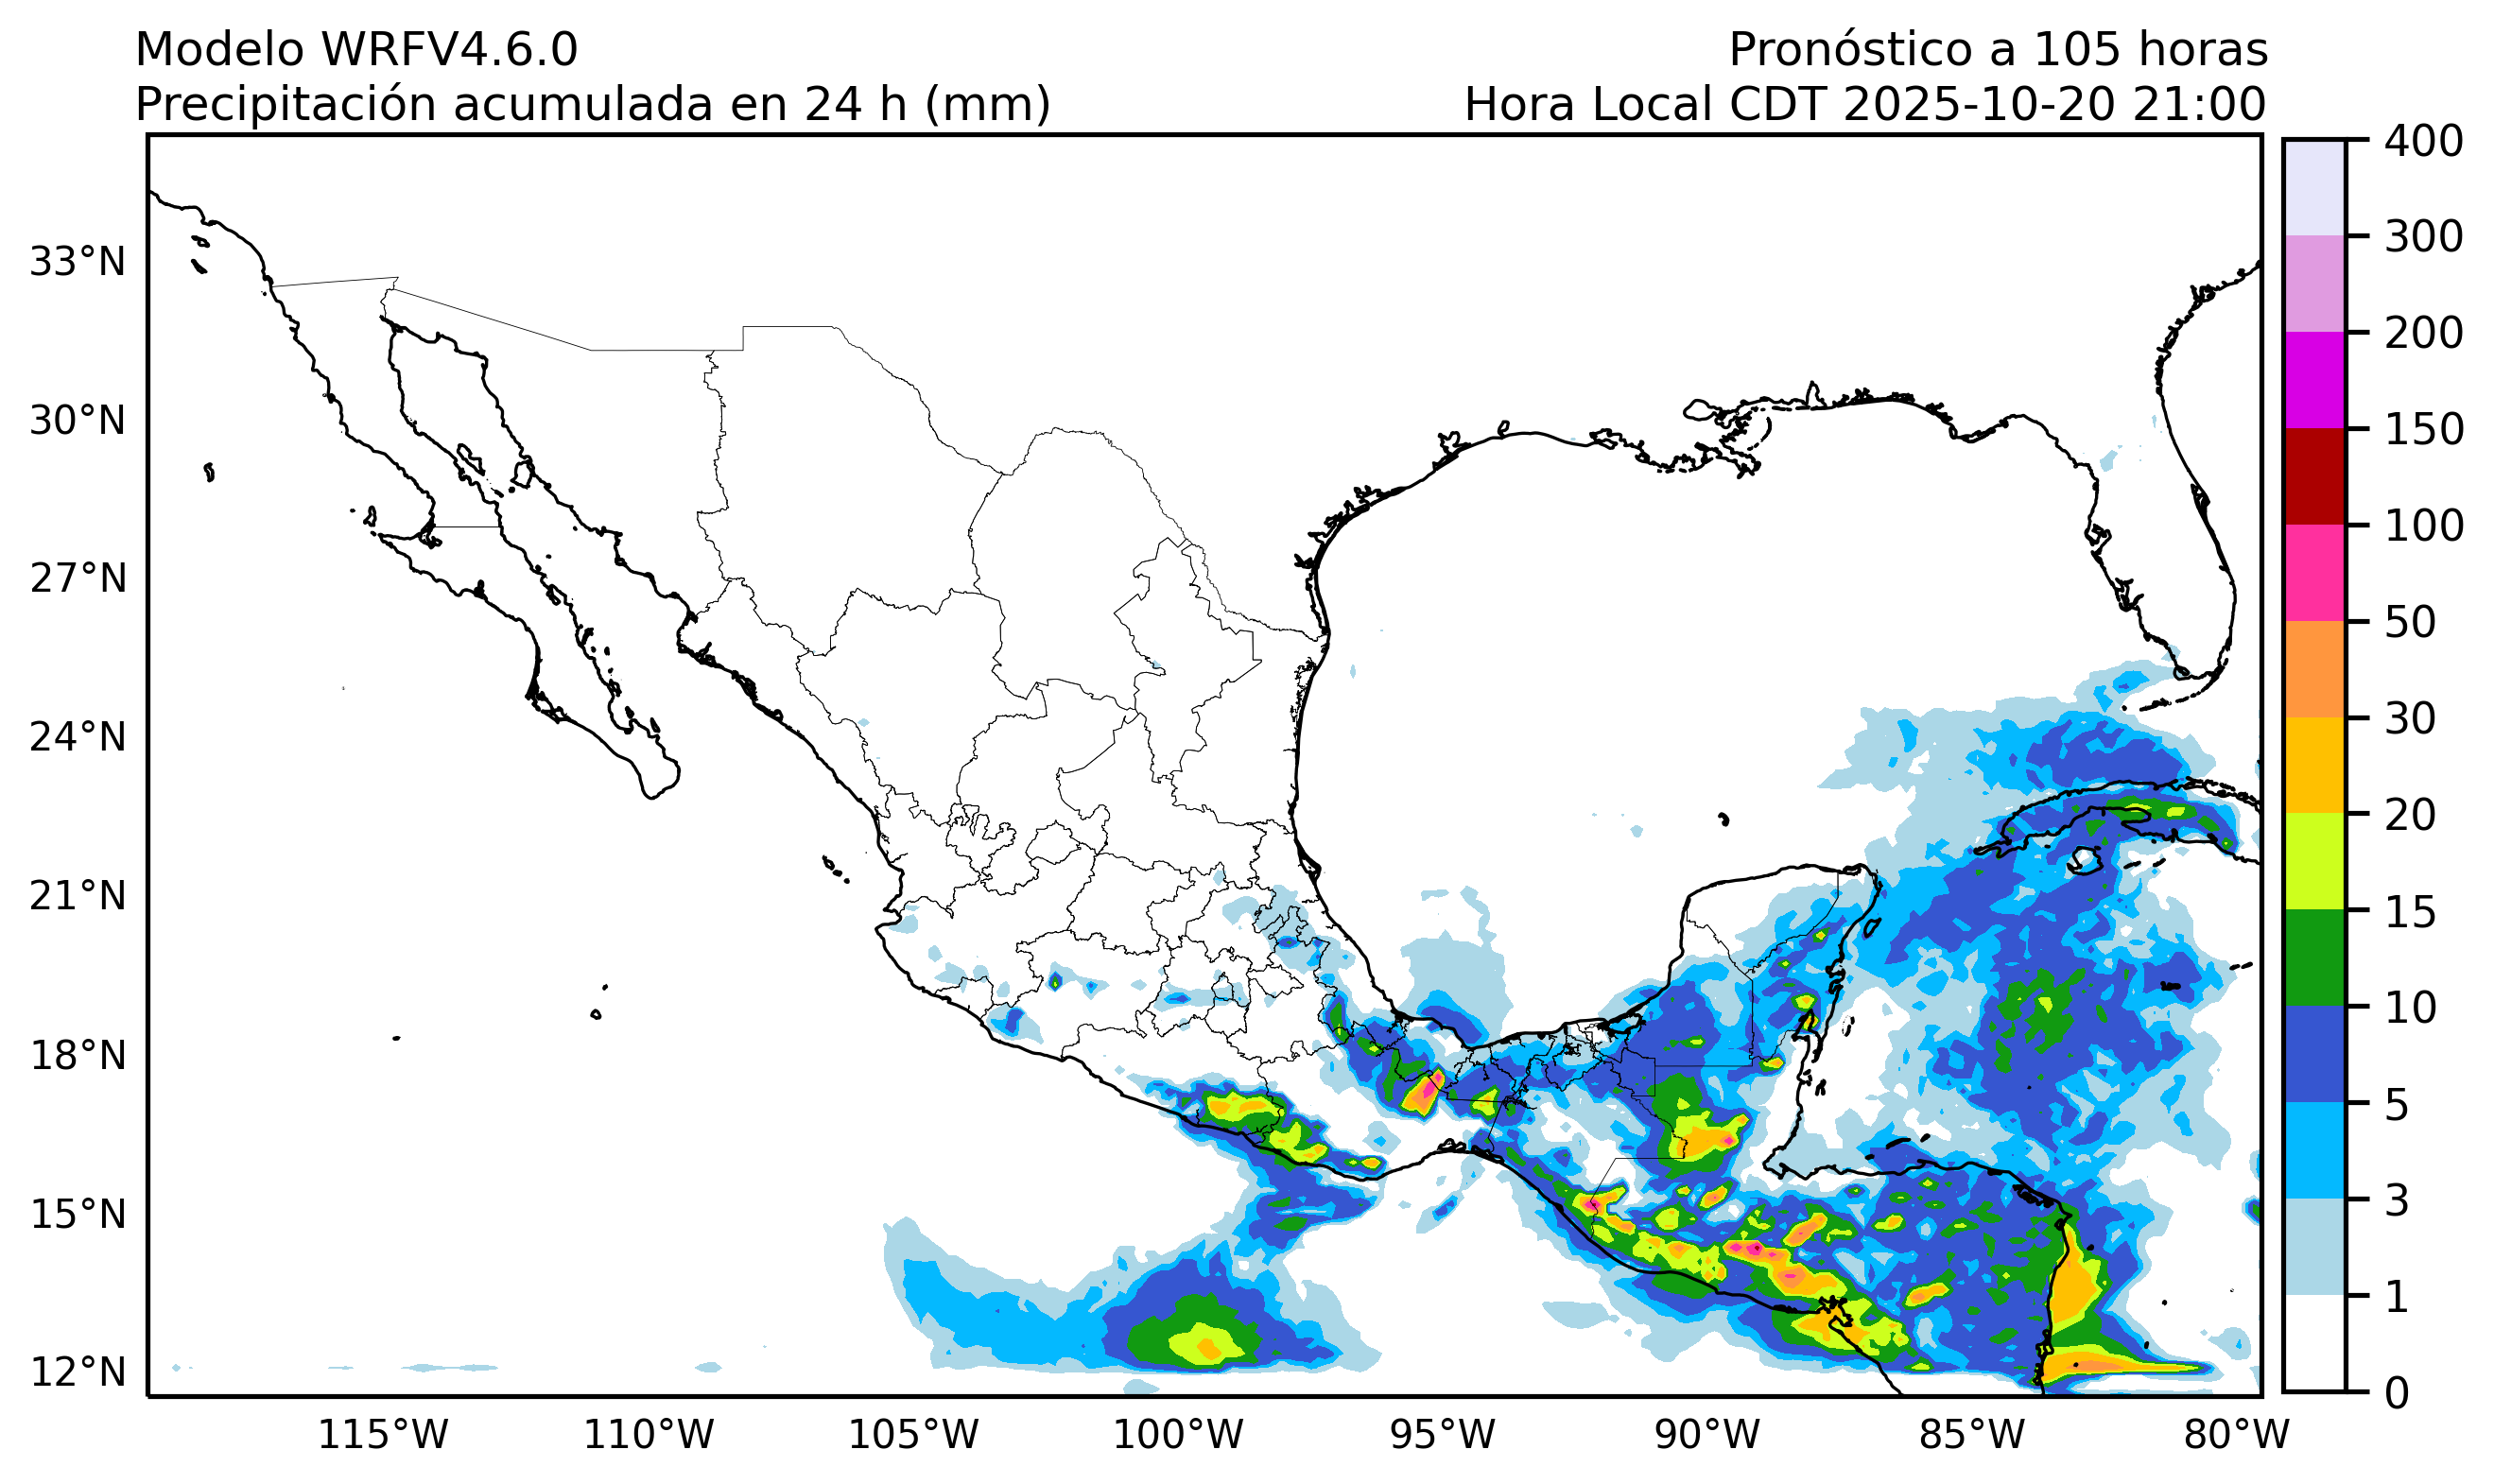 Modelo WRFV4.6.0
Pronóstico a 105 horas
Precipitación acumulada en 24 h (mm)
Hora Local CDT 2025-10-20 21:00
33°N
30°N
27°N
24°N
21°N
18°N
15°N
12°N
115°W
110°W
105°W
100°W
95°W
90°W
85°W
80°W
400
300
200
150
100
50
30
20
15
10
5
3
1
0